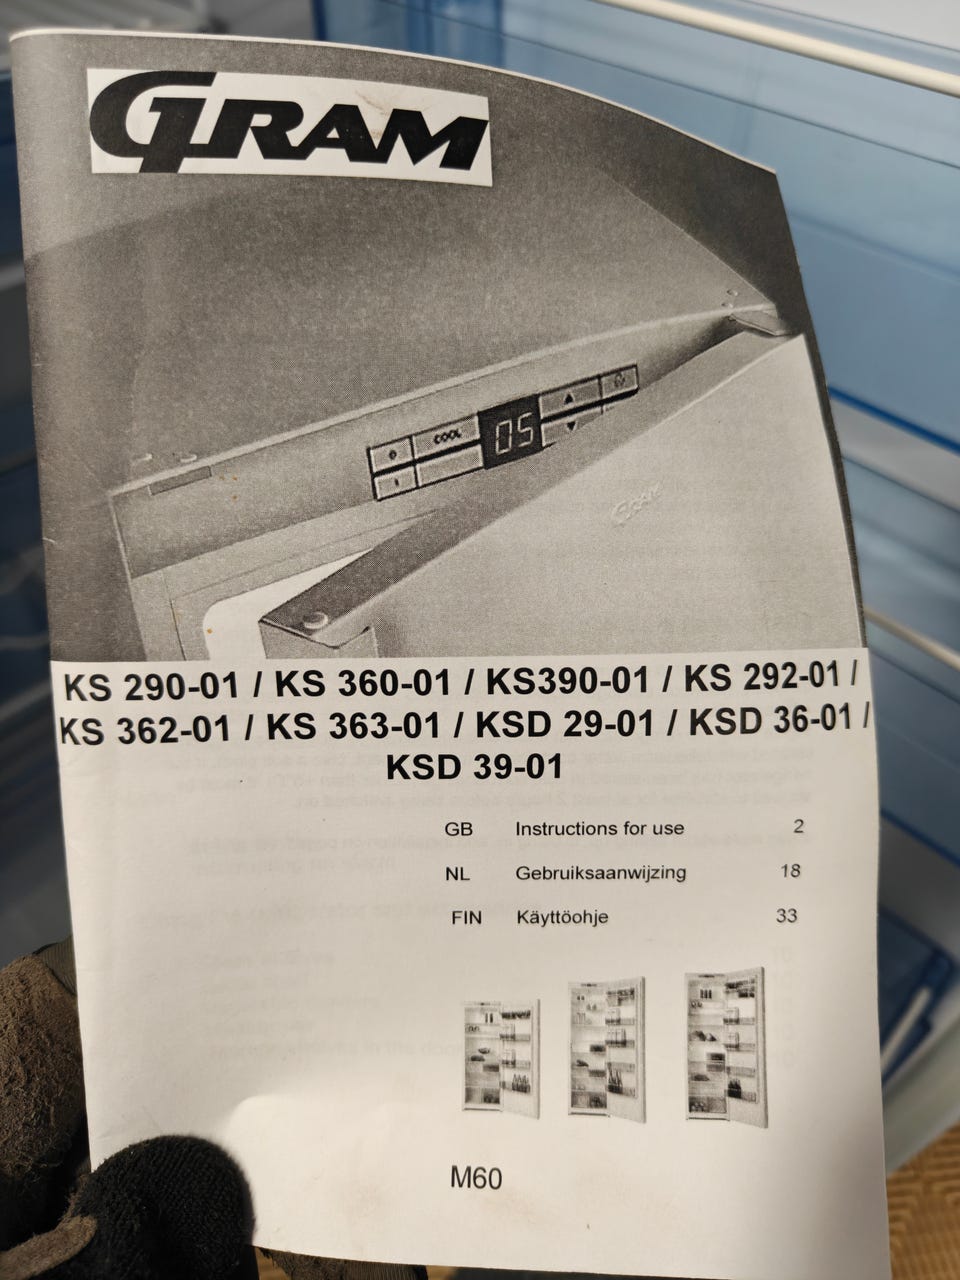 GRAM
COOL
05
GRAM
KS 290-01 / KS 360-01 / KS390-01 / KS 292-01 /
KS 362-01 / KS 363-01 / KSD 29-01 / KSD 36-01 /
KSD 39-01
GB Instructions for use 2
NL Gebruiksaanwijzing 18
FIN Käyttöohje 33
M60